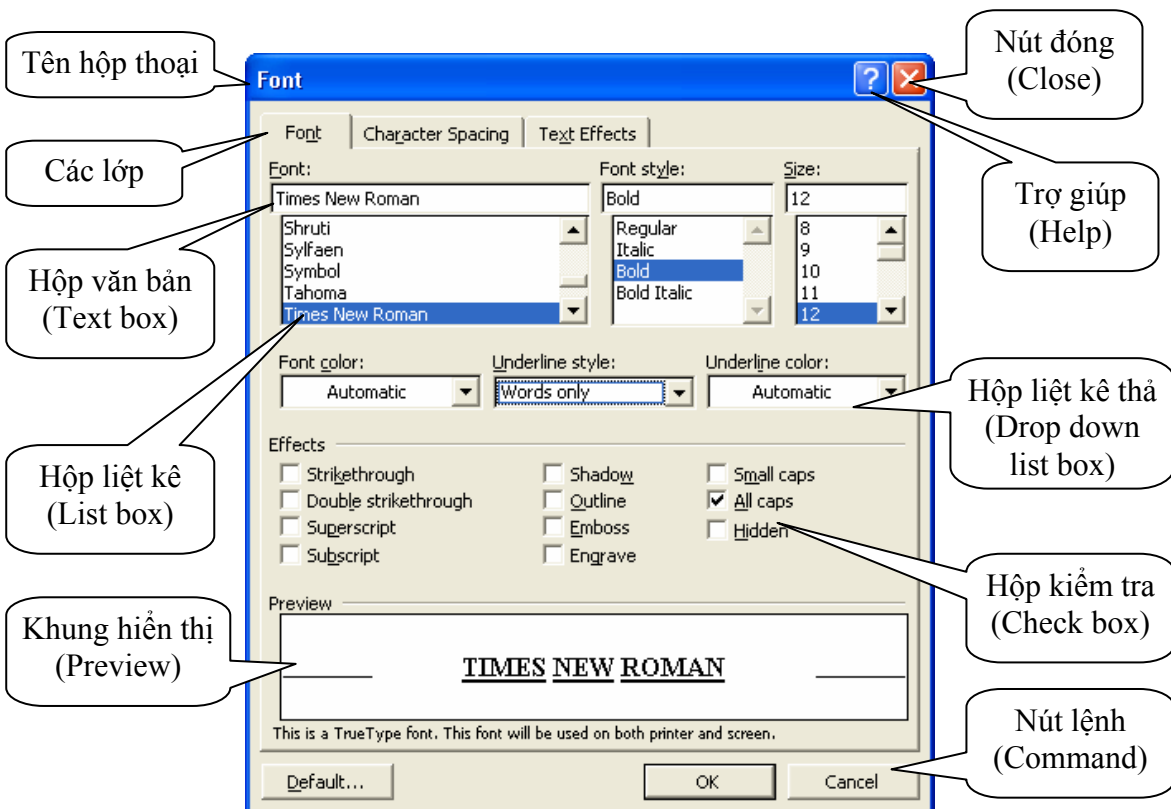 Tên hộp thoại
Nút đóng
(Close)
Font
Font
Character Spacing
Text Effects
Các lớp
Trợ giúp
(Help)
Font:
Font style:
Size:
Times New Roman
Bold
12
Shruti
Sylfaen
Symbol
Tahoma
Times New Roman
Regular
Italic
Bold
Bold Italic
8
9
10
11
12
Hộp văn bản
(Text box)
Font color:
Underline style:
Underline color:
Automatic
Words only
Automatic
Hộp liệt kê thả
(Drop down
list box)
Hộp liệt kê
(List box)
Effects
Strikethrough
Double strikethrough
Superscript
Subscript
Shadow
Outline
Emboss
Engrave
Small caps
All caps
Hidden
Hộp kiểm tra
(Check box)
Khung hiển thị
(Preview)
Preview
TIMES NEW ROMAN
This is a TrueType font. This font will be used on both printer and screen.
Nút lệnh
(Command)
Default...
OK
Cancel